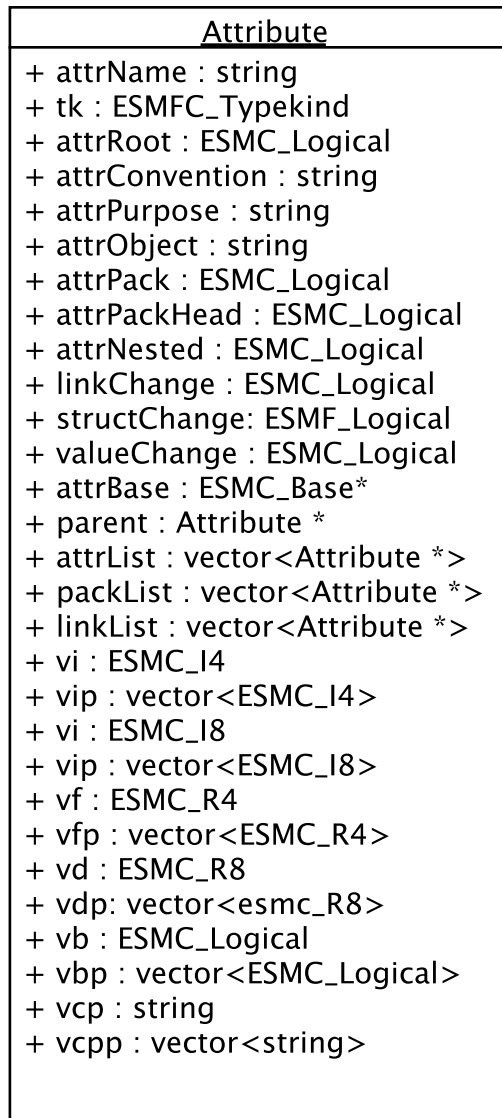 Attribute
+ attrName : string
+ tk : ESMFC_Typekind
+ attrRoot : ESMC_Logical
+ attrConvention : string
+ attrPurpose : string
+ attrObject : string
+ attrPack : ESMC_Logical
+ attrPackHead : ESMC_Logical
+ attrNested : ESMC_Logical
+ linkChange : ESMC_Logical
+ structChange: ESMF_Logical
+ valueChange : ESMC_Logical
+ attrBase : ESMC_Base*
+ parent : Attribute *
+ attrList : vector<Attribute *>
+ packList : vector<Attribute *>
+ linkList : vector<Attribute *>
+ vi : ESMC_I4
+ vip : vector<ESMC_I4>
+ vi : ESMC_I8
+ vip : vector<ESMC_I8>
+ vf : ESMC_R4
+ vfp : vector<ESMC_R4>
+ vd : ESMC_R8
+ vdp: vector<esmc_R8>
+ vb : ESMC_Logical
+ vbp : vector<ESMC_Logical>
+ vcp : string
+ vcpp : vector<string>